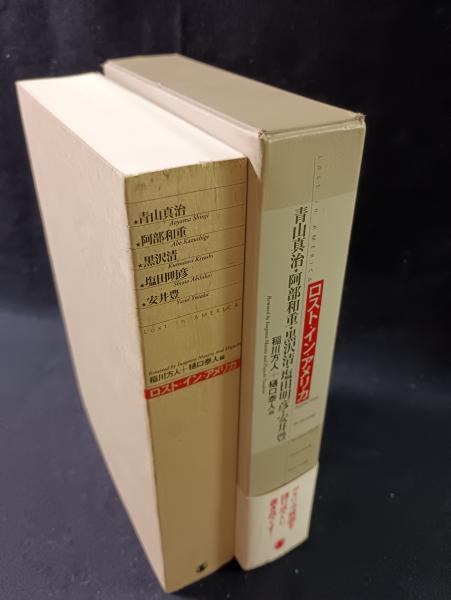 青山真治
Aoyama Shinji
阿部和重
Abe Kazushige
黒沢清
Kurosawa Kiyoshi
塩田明彦
Shiota Akihiko
安井豊
Yasui Yutaka
Lost in AMERICA
稲川方人+樋口泰人編
ロスト・イン・アメリカ
LOST in AMERICA
ロスト・イン・アメリカ
青山真治・阿部和重・黒沢清・塩田明彦・安井豊
稲川方人+樋口泰人編